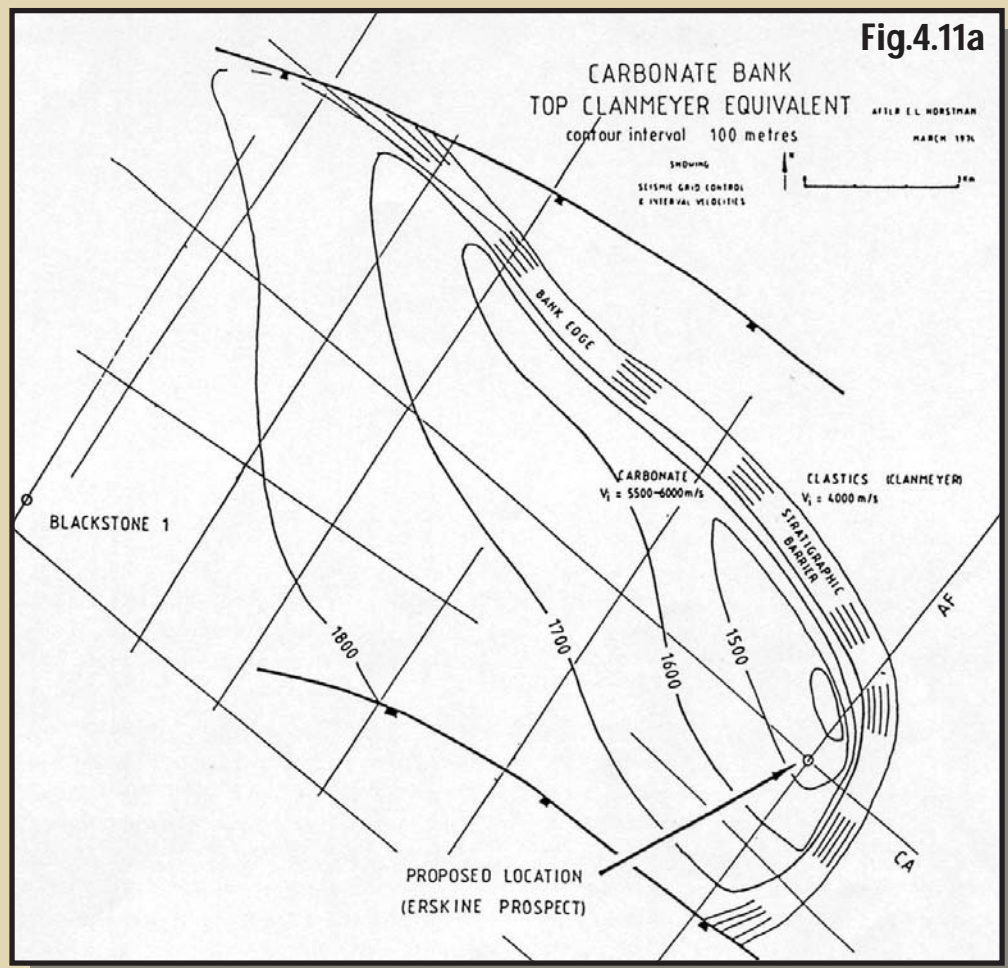 Fig.4.11a
CARBONATE BANK
TOP CLANMEYER EQUIVALENT
AFTER E.L. HORSTMAN
contour interval 100 metres
MARCH
SHOWING
SEISMIC GRID CONTROL
& INTERVAL VELOCITIES
BANK EDGE
CARBONATE
Vi = 5500-6000 m/s
CLASTICS (CLANMEYER)
Vi = 4000 m/s
STRATIGRAPHIC
BARRIER
BLACKSTONE 1
AF
1800
1700
1600
1500
CA
PROPOSED LOCATION
(ERSKINE PROSPECT)